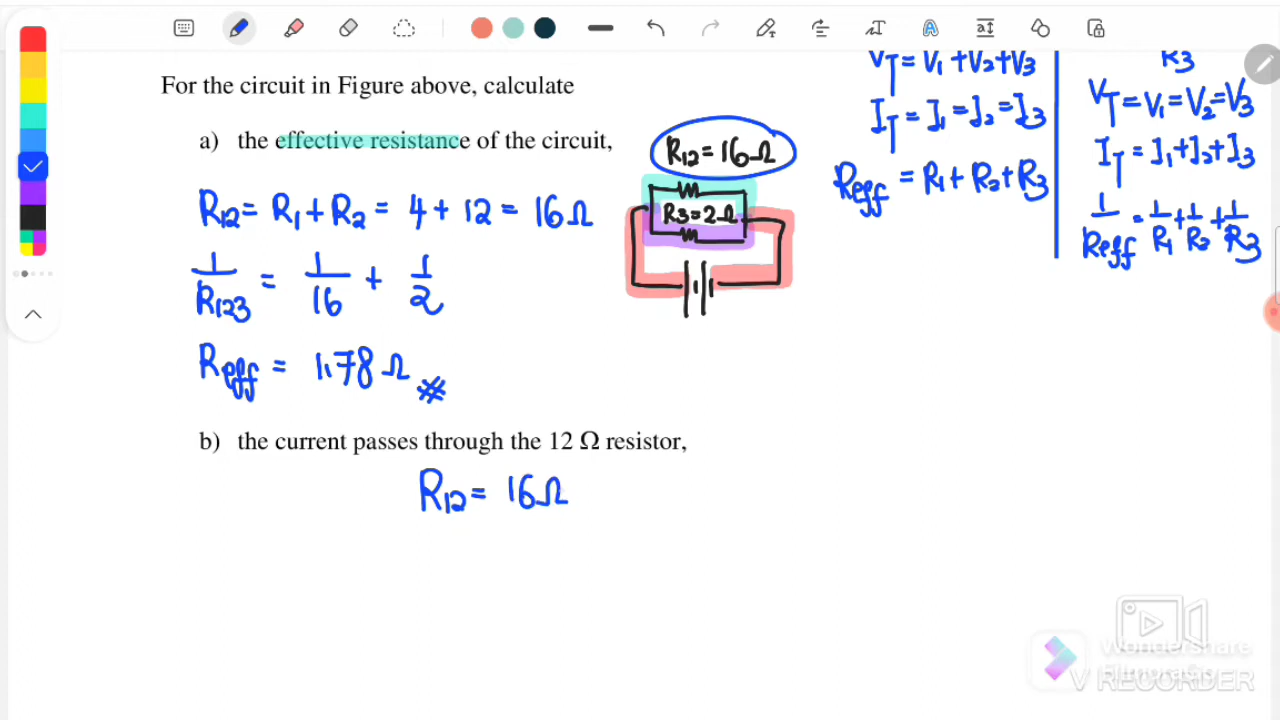 For the circuit in Figure above, calculate
a) the effective resistance of the circuit,
R12 = R1 + R2 = 4 + 12 = 16 Ω
1/R123 = 1/16 + 1/2
Reff = 1.78 Ω #
R12 = 16 Ω
R3 = 2 Ω
b) the current passes through the 12 Ω resistor,
R12 = 16 Ω
VT = V1 + V2 + V3
IT = I1 = I2 = I3
Reff = R1 + R2 + R3
R3
VT = V1 = V2 = V3
IT = I1 + I2 + I3
1/Reff = 1/R1 + 1/R2 + 1/R3
Wondershare
Filmora
V RECORDER